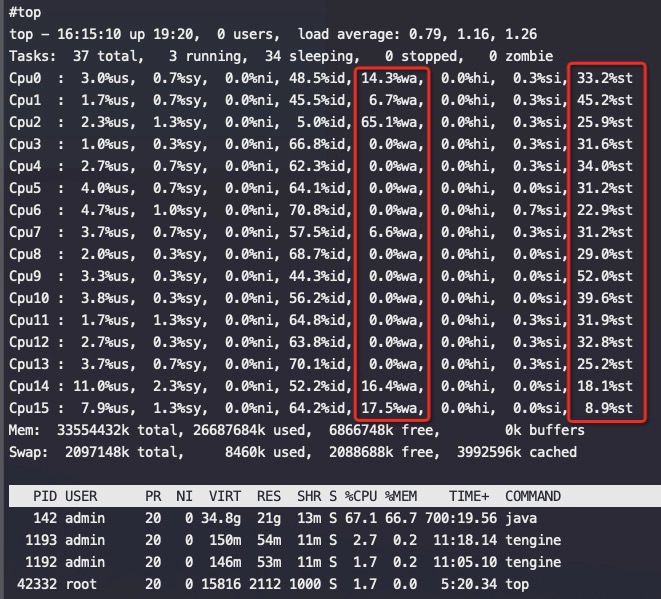 #top
top - 16:15:10 up 19:20,  0 users,  load average: 0.79, 1.16, 1.26
Tasks:  37 total,   3 running,  34 sleeping,   0 stopped,   0 zombie
Cpu0  :  3.0%us,  0.7%sy,  0.0%ni, 48.5%id, 14.3%wa,  0.0%hi,  0.3%si, 33.2%st
Cpu1  :  1.7%us,  0.7%sy,  0.0%ni, 45.5%id,  6.7%wa,  0.0%hi,  0.3%si, 45.2%st
Cpu2  :  2.3%us,  1.3%sy,  0.0%ni,  5.0%id, 65.1%wa,  0.0%hi,  0.3%si, 25.9%st
Cpu3  :  1.0%us,  0.3%sy,  0.0%ni, 66.8%id,  0.0%wa,  0.0%hi,  0.3%si, 31.6%st
Cpu4  :  2.7%us,  0.7%sy,  0.0%ni, 62.3%id,  0.0%wa,  0.0%hi,  0.3%si, 34.0%st
Cpu5  :  4.0%us,  0.7%sy,  0.0%ni, 64.1%id,  0.0%wa,  0.0%hi,  0.0%si, 31.2%st
Cpu6  :  4.7%us,  1.0%sy,  0.0%ni, 70.8%id,  0.0%wa,  0.0%hi,  0.7%si, 22.9%st
Cpu7  :  3.7%us,  0.7%sy,  0.0%ni, 57.5%id,  6.6%wa,  0.0%hi,  0.3%si, 31.2%st
Cpu8  :  2.0%us,  0.3%sy,  0.0%ni, 68.7%id,  0.0%wa,  0.0%hi,  0.0%si, 29.0%st
Cpu9  :  3.3%us,  0.3%sy,  0.0%ni, 44.3%id,  0.0%wa,  0.0%hi,  0.0%si, 52.0%st
Cpu10 :  3.8%us,  0.3%sy,  0.0%ni, 56.2%id,  0.0%wa,  0.0%hi,  0.0%si, 39.6%st
Cpu11 :  1.7%us,  1.3%sy,  0.0%ni, 64.8%id,  0.0%wa,  0.0%hi,  0.3%si, 31.9%st
Cpu12 :  2.7%us,  0.3%sy,  0.0%ni, 63.8%id,  0.0%wa,  0.0%hi,  0.3%si, 32.8%st
Cpu13 :  3.7%us,  0.7%sy,  0.0%ni, 70.1%id,  0.0%wa,  0.0%hi,  0.3%si, 25.2%st
Cpu14 : 11.0%us,  2.3%sy,  0.0%ni, 52.2%id, 16.4%wa,  0.0%hi,  0.0%si, 18.1%st
Cpu15 :  7.9%us,  1.3%sy,  0.0%ni, 64.2%id, 17.5%wa,  0.0%hi,  0.3%si,  8.9%st
Mem:  33554432k total, 26687684k used,  6866748k free,        0k buffers
Swap:  2097148k total,     8460k used,  2088688k free,  3992596k cached
PID USER      PR  NI  VIRT  RES  SHR S %CPU %MEM    TIME+  COMMAND
142 admin     20   0 34.8g  21g  13m S 67.1 66.7 700:19.56 java
1193 admin     20   0  150m  54m  11m S  2.7  0.2  11:18.14 tengine
1192 admin     20   0  146m  53m  11m S  1.7  0.2  11:05.10 tengine
42332 root      20   0 15816 2112 1000 S  1.7  0.0   5:20.34 top